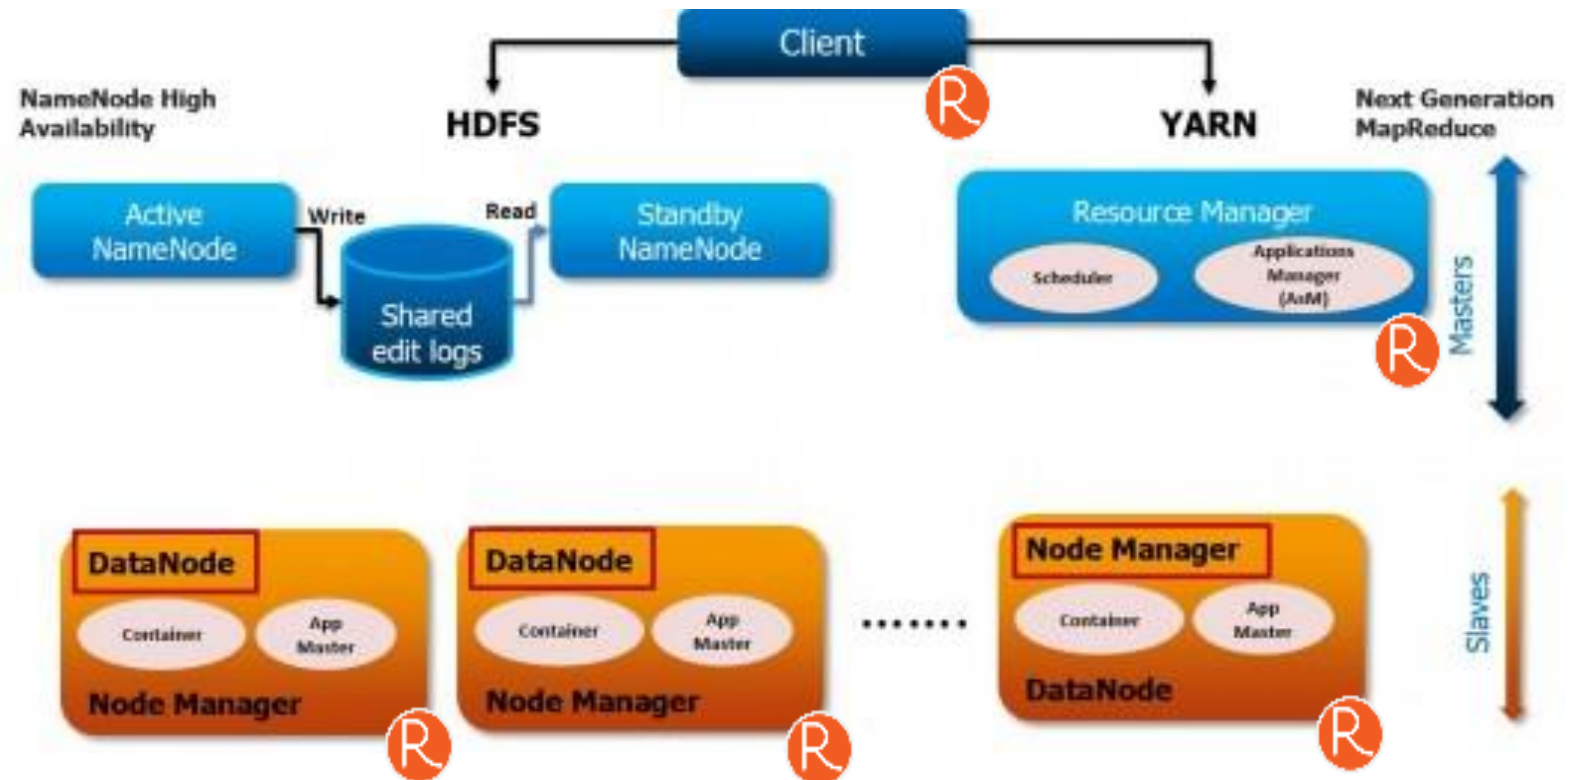 Client
NameNode High
Availability
HDFS
YARN
Next Generation
MapReduce
Active
NameNode
Write
Read
Standby
NameNode
Shared
edit logs
Resource Manager
Scheduler
Applications
Manager
(AsM)
Masters
DataNode
Container
App
Master
Node Manager
DataNode
Container
App
Master
Node Manager
.......
Node Manager
Container
App
Master
DataNode
Slaves
R
R
R
R
R